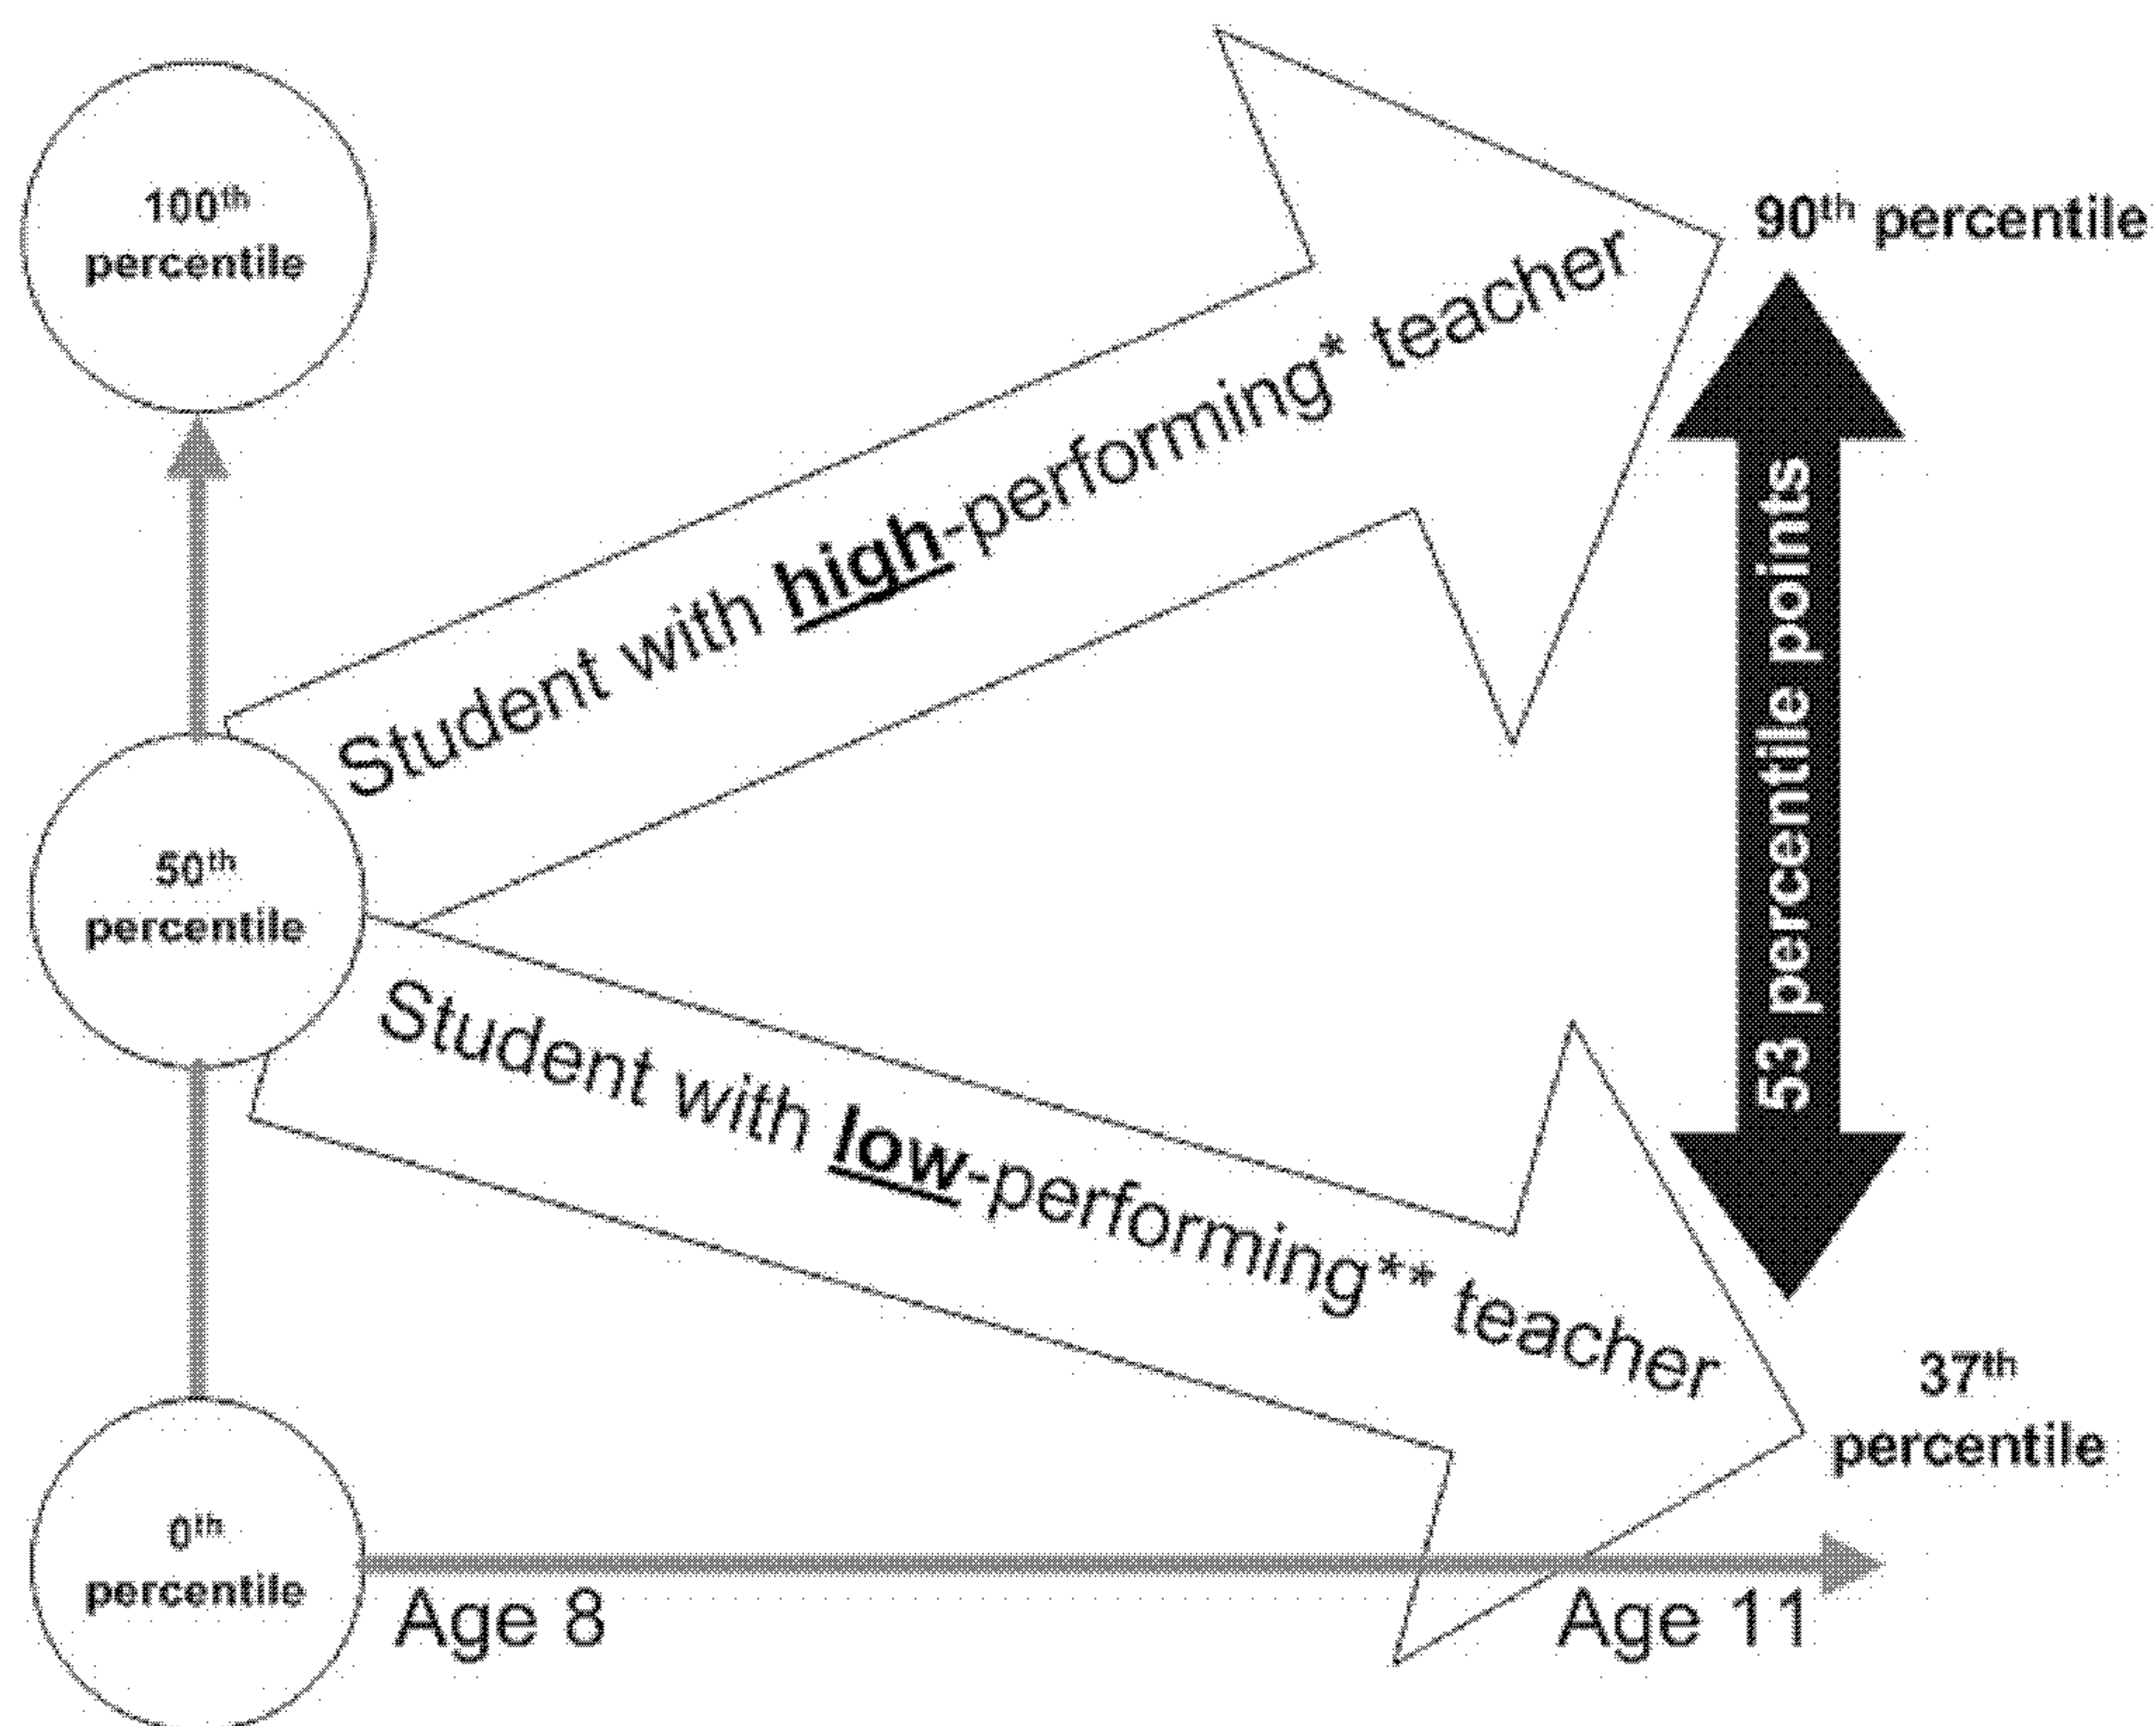 100th
percentile
90th percentile
Student with high-performing* teacher
53 percentile points
50th
percentile
Student with low-performing** teacher
37th
percentile
0th
percentile
Age 8
Age 11